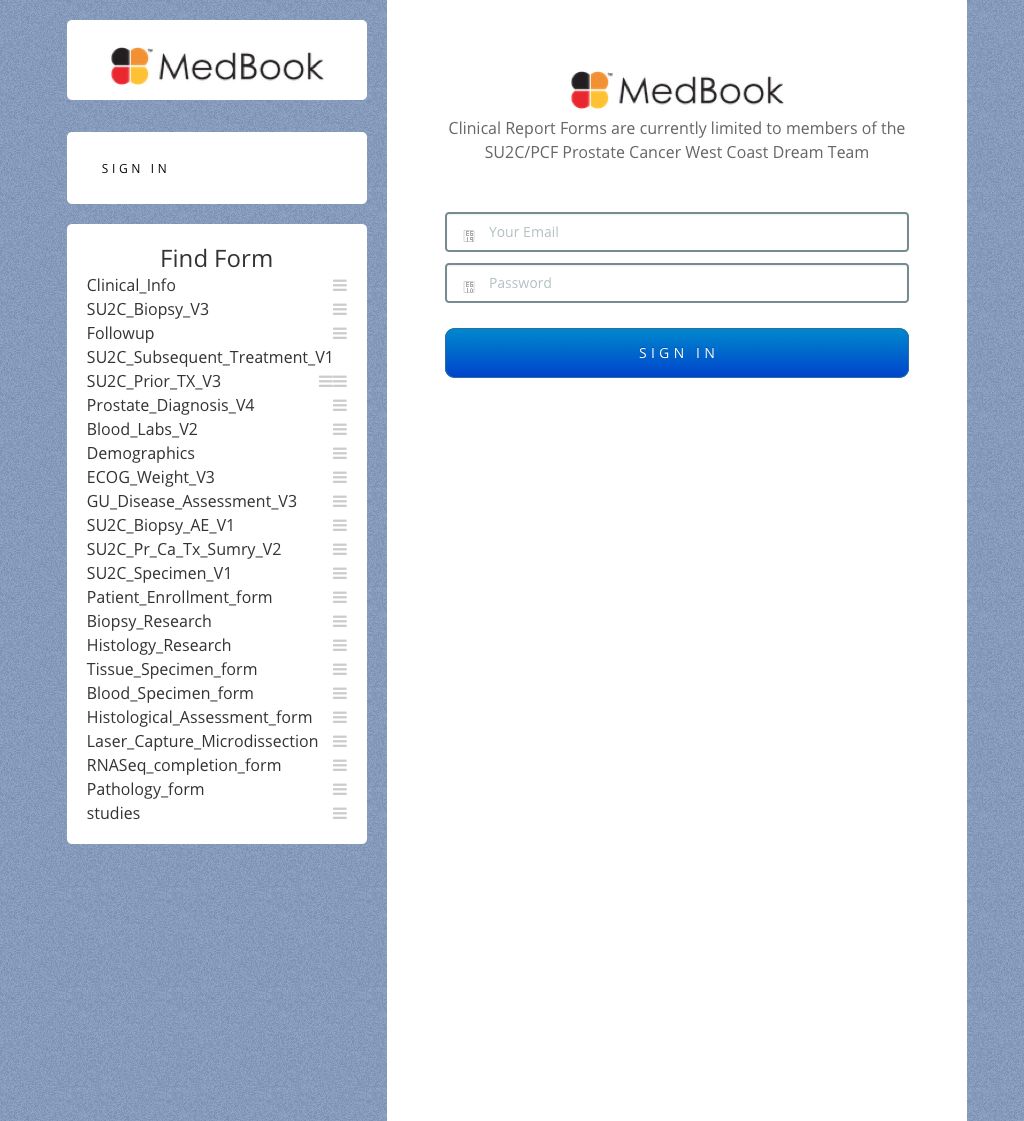 MedBook™
SIGN IN
Find Form
Clinical_Info
SU2C_Biopsy_V3
Followup
SU2C_Subsequent_Treatment_V1
SU2C_Prior_TX_V3
Prostate_Diagnosis_V4
Blood_Labs_V2
Demographics
ECOG_Weight_V3
GU_Disease_Assessment_V3
SU2C_Biopsy_AE_V1
SU2C_Pr_Ca_Tx_Sumry_V2
SU2C_Specimen_V1
Patient_Enrollment_form
Biopsy_Research
Histology_Research
Tissue_Specimen_form
Blood_Specimen_form
Histological_Assessment_form
Laser_Capture_Microdissection
RNASeq_completion_form
Pathology_form
studies
MedBook™
Clinical Report Forms are currently limited to members of the
SU2C/PCF Prostate Cancer West Coast Dream Team
Your Email
Password
SIGN IN